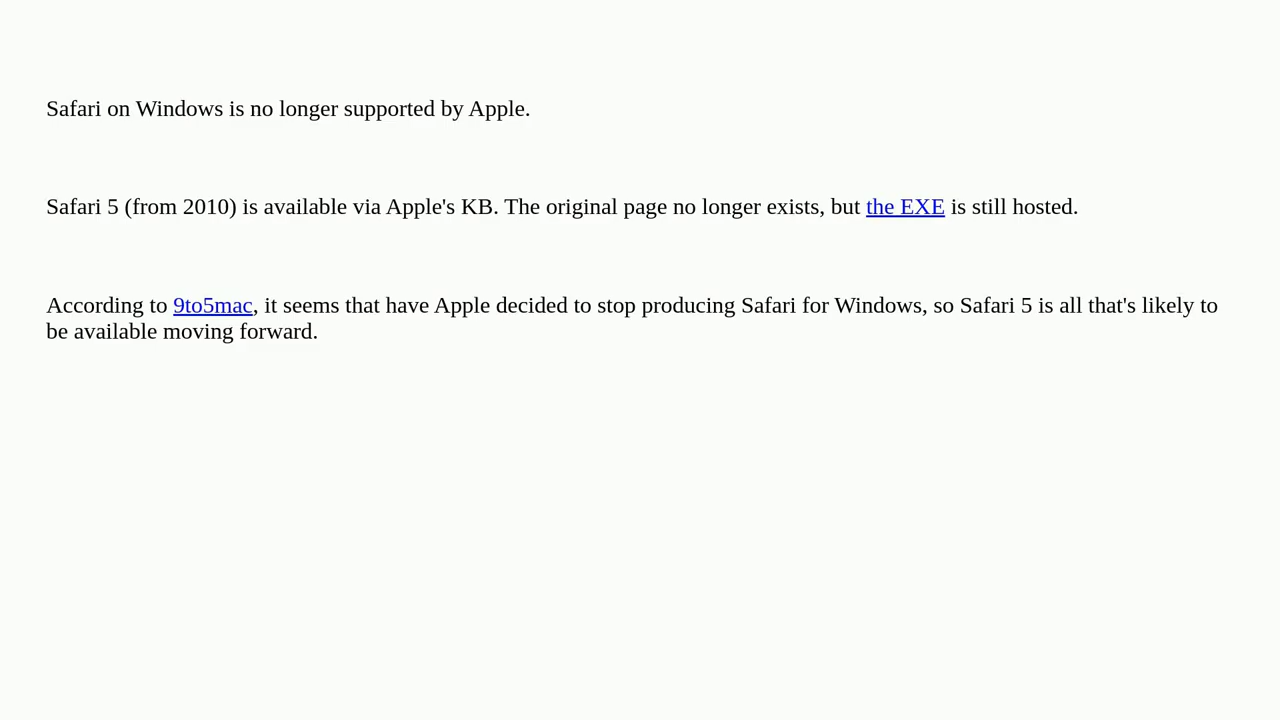 Safari on Windows is no longer supported by Apple.
Safari 5 (from 2010) is available via Apple's KB. The original page no longer exists, but the EXE is still hosted.
According to 9to5mac, it seems that have Apple decided to stop producing Safari for Windows, so Safari 5 is all that's likely to
be available moving forward.